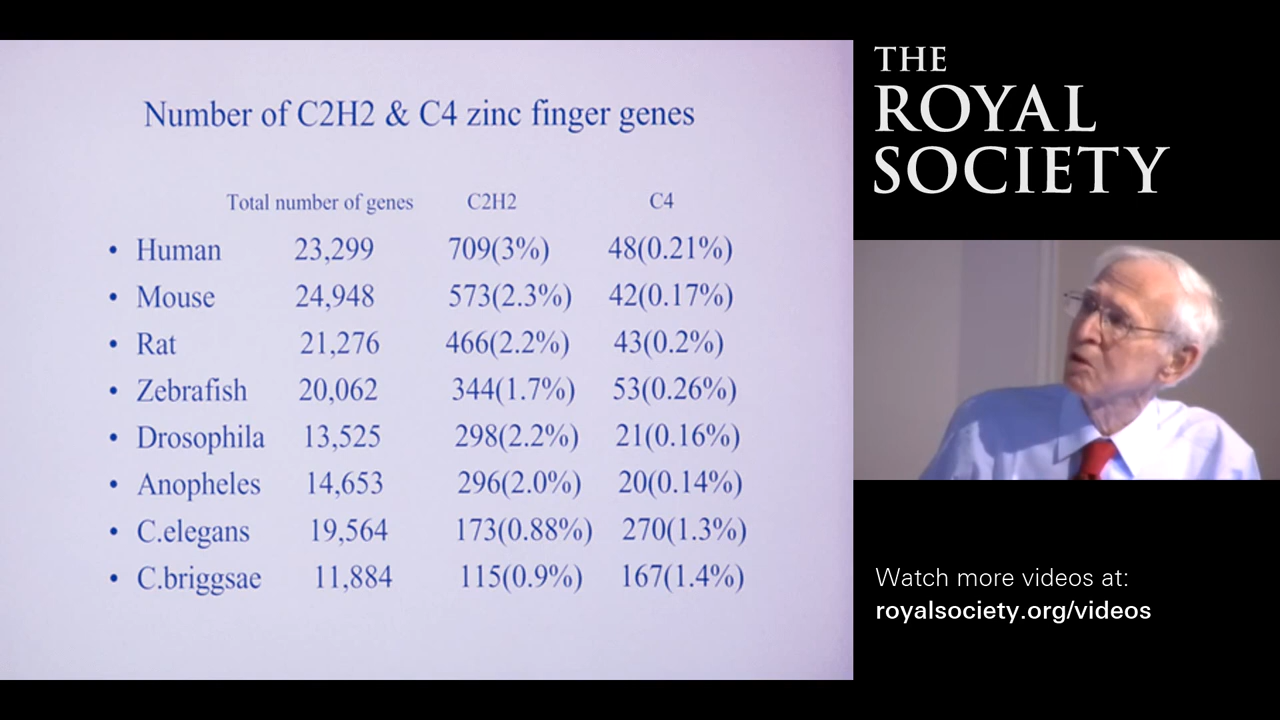 Number of C2H2 & C4 zinc finger genes
Total number of genes C2H2 C4
• Human 23,299 709(3%) 48(0.21%)
• Mouse 24,948 573(2.3%) 42(0.17%)
• Rat 21,276 466(2.2%) 43(0.2%)
• Zebrafish 20,062 344(1.7%) 53(0.26%)
• Drosophila 13,525 298(2.2%) 21(0.16%)
• Anopheles 14,653 296(2.0%) 20(0.14%)
• C.elegans 19,564 173(0.88%) 270(1.3%)
• C.briggsae 11,884 115(0.9%) 167(1.4%)
THE
ROYAL
SOCIETY
Watch more videos at:
royalsociety.org/videos